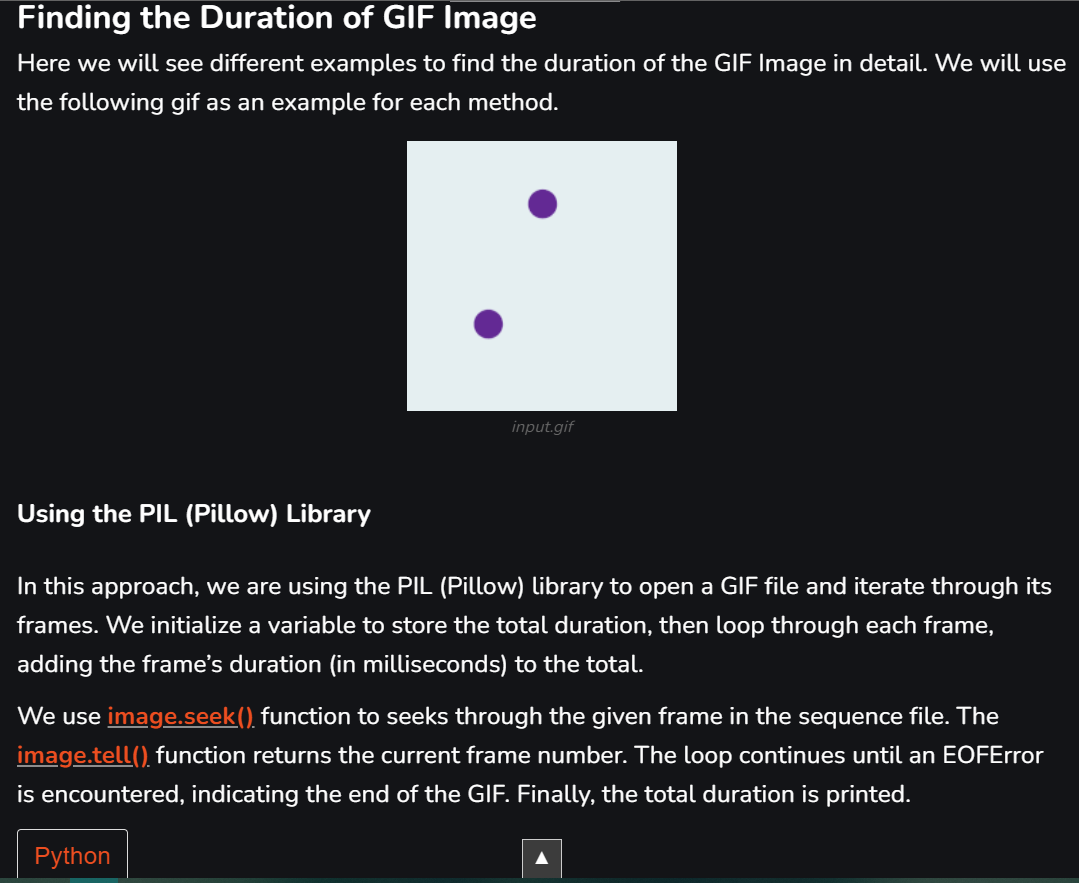 Finding the Duration of GIF Image
Here we will see different examples to find the duration of the GIF Image in detail. We will use
the following gif as an example for each method.
input.gif
Using the PIL (Pillow) Library
In this approach, we are using the PIL (Pillow) library to open a GIF file and iterate through its
frames. We initialize a variable to store the total duration, then loop through each frame,
adding the frame’s duration (in milliseconds) to the total.
We use image.seek() function to seeks through the given frame in the sequence file. The
image.tell() function returns the current frame number. The loop continues until an EOFError
is encountered, indicating the end of the GIF. Finally, the total duration is printed.
Python